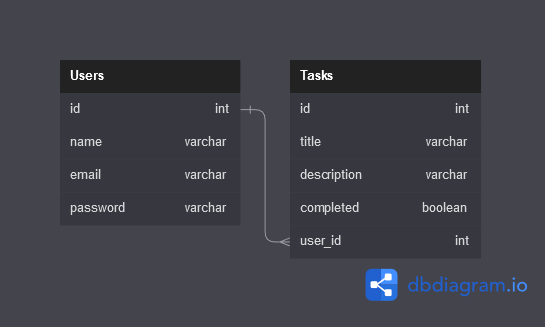 Users
id int
name varchar
email varchar
password varchar
Tasks
id int
title varchar
description varchar
completed boolean
user_id int
dbdiagram.io